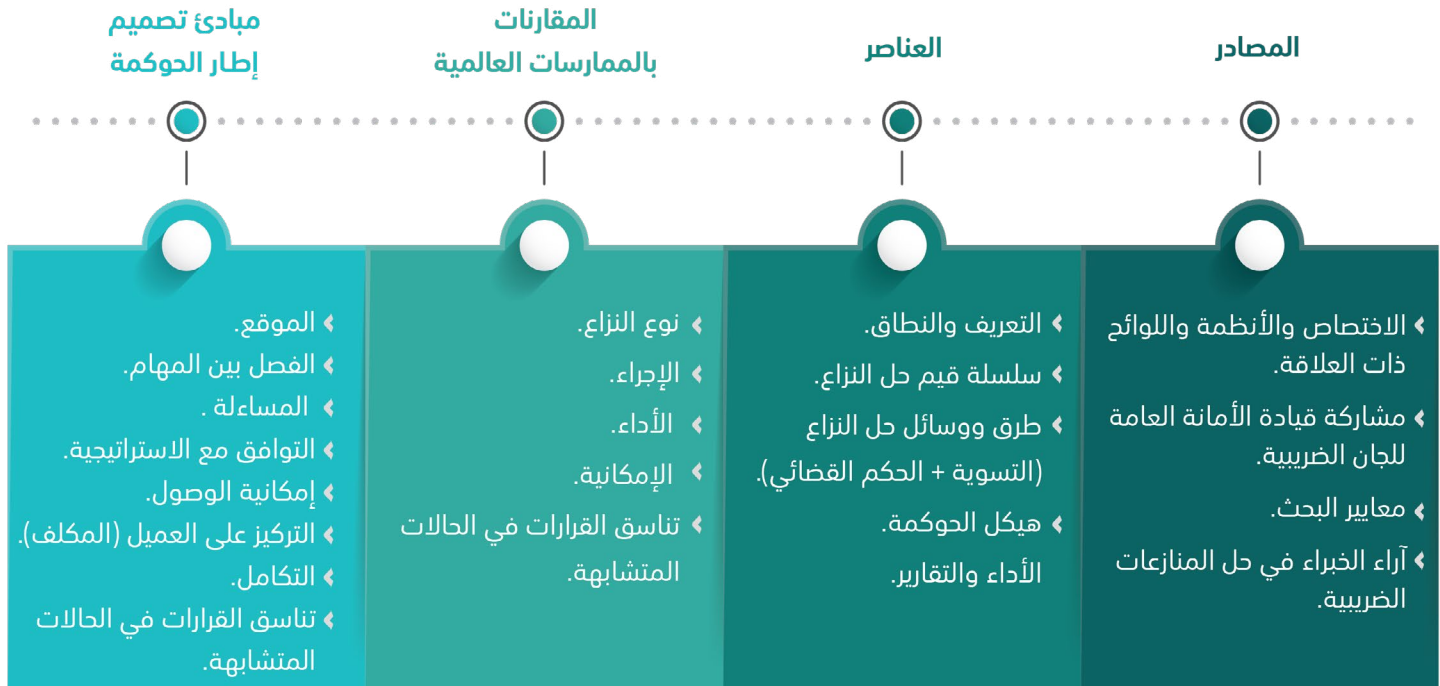 المصادر
‹ الاختصاص والأنظمة واللوائح
ذات العلاقة.
‹ مشاركة قيادة الأمانة العامة
للجان الضريبية.
‹ معايير البحث.
‹ آراء الخبراء في حل المنازعات
الضريبية.
العناصر
‹ التعريف والنطاق.
‹ سلسلة قيم حل النزاع.
‹ طرق ووسائل حل النزاع
(التسوية + الحكم القضائي).
‹ هيكل الحوكمة.
الأداء والتقارير.
المقارنات
بالممارسات العالمية
‹ نوع النزاع.
‹ الإجراء.
‹ الأداء.
‹ الإمكانية.
‹ تناسق القرارات في الحالات
المتشابهة.
مبادئ تصميم
إطار الحوكمة
‹ الموقع.
‹ الفصل بين المهام.
‹ المساءلة .
‹ التوافق مع الاستراتيجية.
‹ إمكانية الوصول.
‹ التركيز على العميل (المكلف).
‹ التكامل.
‹ تناسق القرارات في الحالات
المتشابهة.